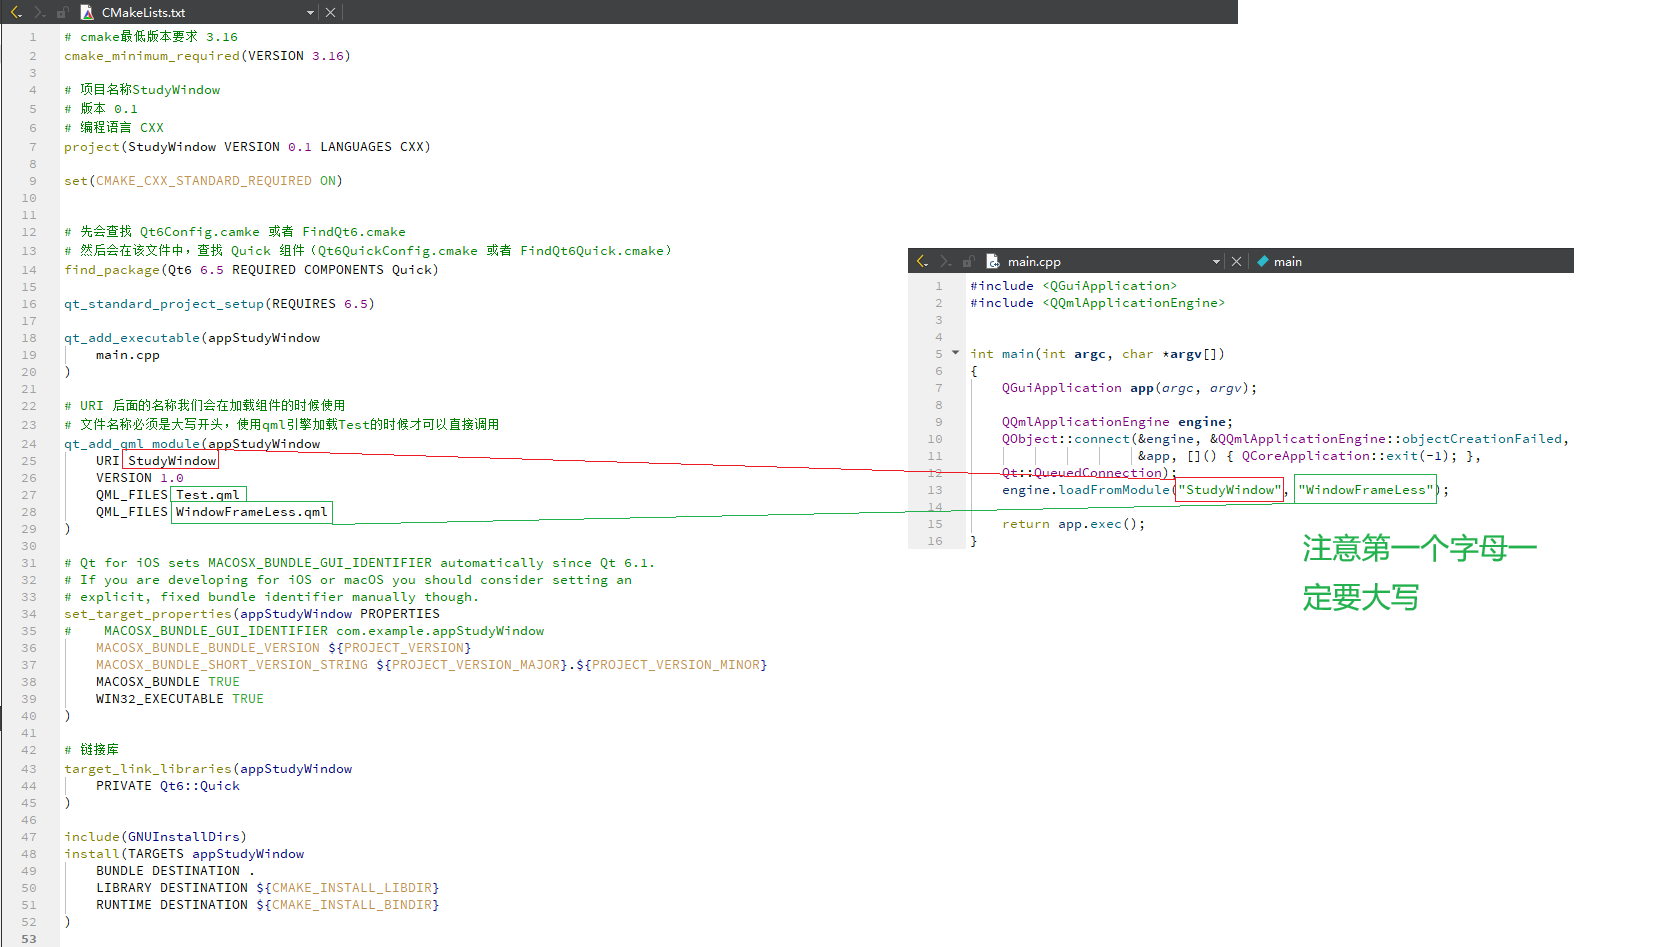 CMakeLists.txt
1 # cmake最低版本要求 3.16
2 cmake_minimum_required(VERSION 3.16)
3
4 # 项目名称StudyWindow
5 # 版本 0.1
6 # 编程语言 CXX
7 project(StudyWindow VERSION 0.1 LANGUAGES CXX)
8
9 set(CMAKE_CXX_STANDARD_REQUIRED ON)
10
11
12 # 先会查找 Qt6Config.camke 或者 FindQt6.cmake
13 # 然后会在该文件中，查找 Quick 组件（Qt6QuickConfig.cmake 或者 FindQt6Quick.cmake）
14 find_package(Qt6 6.5 REQUIRED COMPONENTS Quick)
15
16 qt_standard_project_setup(REQUIRES 6.5)
17
18 qt_add_executable(appStudyWindow
19 main.cpp
20 )
21
22 # URI 后面的名称我们会在加载组件的时候使用
23 # 文件名称必须是大写开头，使用qml引擎加载Test的时候才可以直接调用
24 qt_add_qml_module(appStudyWindow
25 URI StudyWindow
26 VERSION 1.0
27 QML_FILES Test.qml
28 QML_FILES WindowFrameLess.qml
29 )
30
31 # Qt for iOS sets MACOSX_BUNDLE_GUI_IDENTIFIER automatically since Qt 6.1.
32 # If you are developing for iOS or macOS you should consider setting an
33 # explicit, fixed bundle identifier manually though.
34 set_target_properties(appStudyWindow PROPERTIES
35 # MACOSX_BUNDLE_GUI_IDENTIFIER com.example.appStudyWindow
36 MACOSX_BUNDLE_BUNDLE_VERSION ${PROJECT_VERSION}
37 MACOSX_BUNDLE_SHORT_VERSION_STRING ${PROJECT_VERSION_MAJOR}.${PROJECT_VERSION_MINOR}
38 MACOSX_BUNDLE TRUE
39 WIN32_EXECUTABLE TRUE
40 )
41
42 # 链接库
43 target_link_libraries(appStudyWindow
44 PRIVATE Qt6::Quick
45 )
46
47 include(GNUInstallDirs)
48 install(TARGETS appStudyWindow
49 BUNDLE DESTINATION .
50 LIBRARY DESTINATION ${CMAKE_INSTALL_LIBDIR}
51 RUNTIME DESTINATION ${CMAKE_INSTALL_BINDIR}
52 )
53
main.cpp main
1 #include <QGuiApplication>
2 #include <QQmlApplicationEngine>
3
4
5 int main(int argc, char *argv[])
6 {
7 QGuiApplication app(argc, argv);
8
9 QQmlApplicationEngine engine;
10 QObject::connect(&engine, &QQmlApplicationEngine::objectCreationFailed,
11 &app, []() { QCoreApplication::exit(-1); },
12 Qt::QueuedConnection);
13 engine.loadFromModule("StudyWindow", "WindowFrameLess");
14
15 return app.exec();
16 }
注意第一个字母一
定要大写